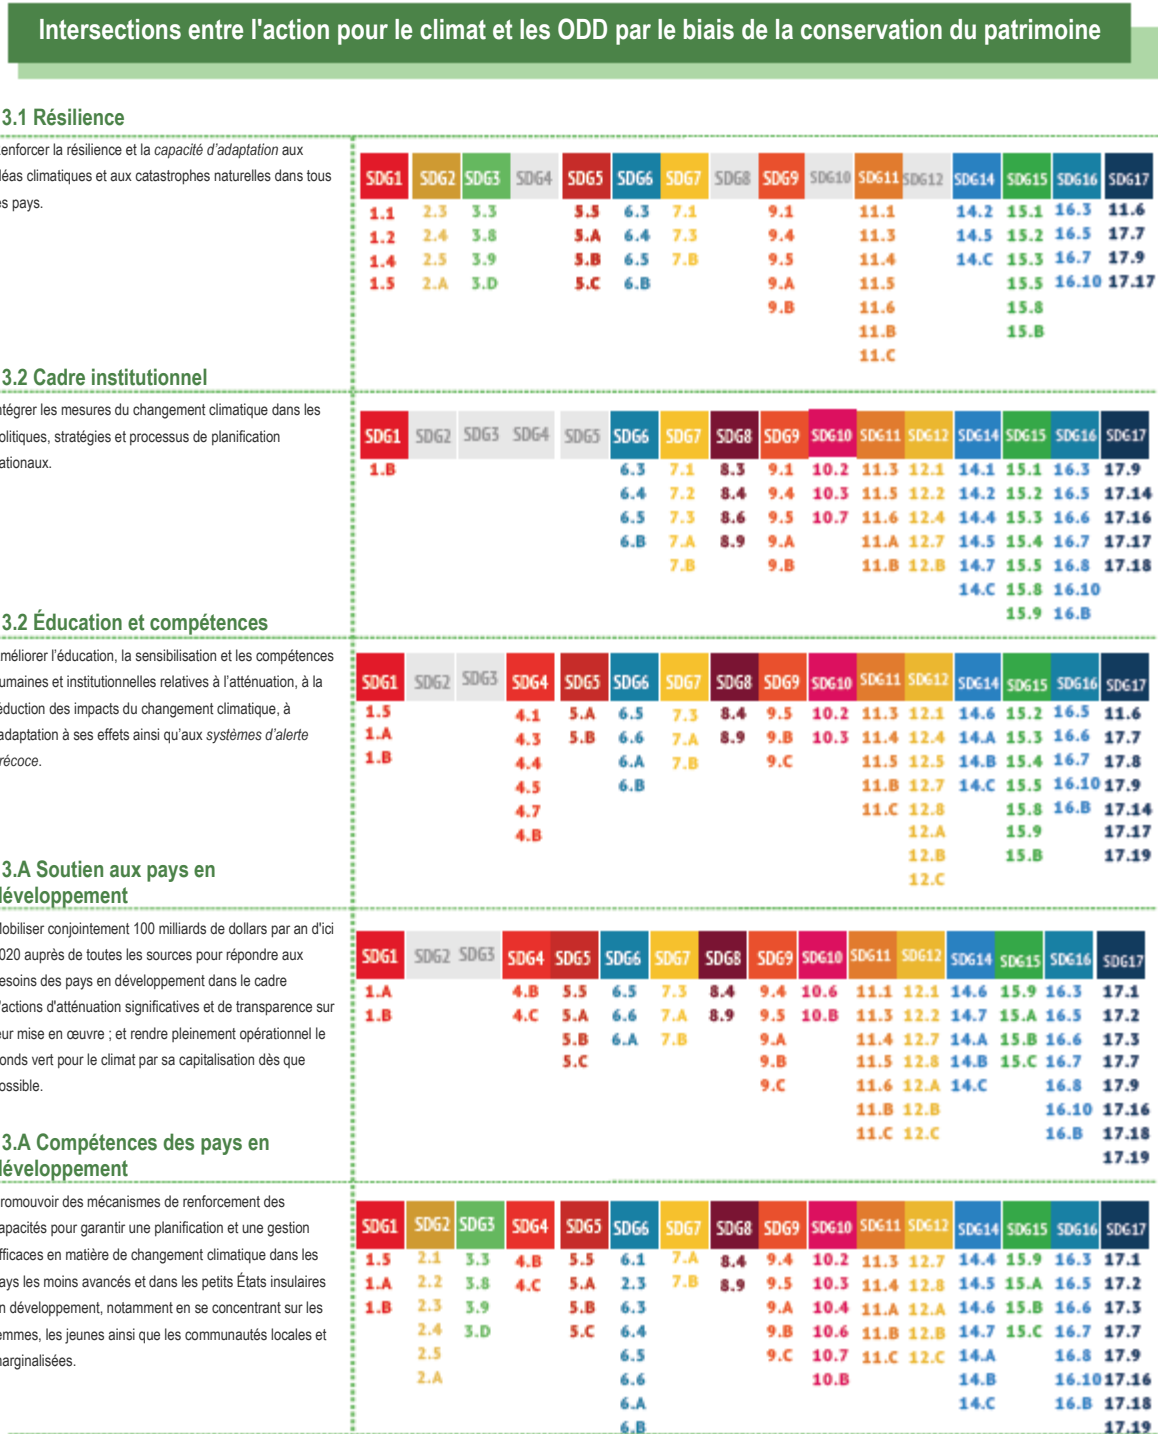 Intersections entre l'action pour le climat et les ODD par le biais de la conservation du patrimoine
3.1 Résilience
enforcer la résilience et la capacité d'adaptation aux
léas climatiques et aux catastrophes naturelles dans tous
es pays.
SDG1 SDG2 SDG3 SDG4 SDG5 SDG6 SDG7 SDG8 SDG9 SDG10 SDG11 SDG12 SDG14 SDG15 SDG16 SDG17
1.1 2.3 3.3 5.5 6.3 7.1 9.1 11.1 14.2 15.1 16.3 11.6
1.2 2.4 3.8 5.A 6.4 7.3 9.4 11.3 14.5 15.2 16.5 17.7
1.4 2.5 3.9 5.B 6.5 7.B 9.5 11.4 14.C 15.3 16.7 17.9
1.5 2.A 3.D 5.C 6.B 9.A 11.5 15.5 16.10 17.17
9.B 11.6 15.8
11.B 15.B
11.C
3.2 Cadre institutionnel
ntégrer les mesures du changement climatique dans les
olitiques, stratégies et processus de planification
ationaux.
SDG1 SDG2 SDG3 SDG4 SDG5 SDG6 SDG7 SDG8 SDG9 SDG10 SDG11 SDG12 SDG14 SDG15 SDG16 SDG17
1.B 6.3 7.1 8.3 9.1 10.2 11.3 12.1 14.1 15.1 16.3 17.9
6.4 7.2 8.4 9.4 10.3 11.5 12.2 14.2 15.2 16.5 17.14
6.5 7.3 8.6 9.5 10.7 11.6 12.4 14.4 15.3 16.6 17.16
6.B 7.A 8.9 9.A 11.A 12.7 14.5 15.4 16.7 17.17
7.B 9.B 11.B 12.B 14.7 15.5 16.8 17.18
14.C 15.8 16.10
15.9 16.B
3.2 Éducation et compétences
méliorer l'éducation, la sensibilisation et les compétences
umaines et institutionnelles relatives à l'atténuation, à la
éduction des impacts du changement climatique, à
adaptation à ses effets ainsi qu'aux systèmes d'alerte
récoce.
SDG1 SDG2 SDG3 SDG4 SDG5 SDG6 SDG7 SDG8 SDG9 SDG10 SDG11 SDG12 SDG14 SDG15 SDG16 SDG17
1.5 4.1 5.A 6.5 7.3 8.4 9.5 10.2 11.3 12.1 14.6 15.2 16.5 11.6
1.A 4.3 5.B 6.6 7.A 8.9 9.B 10.3 11.4 12.4 14.A 15.3 16.6 17.7
1.B 4.4 6.A 7.B 9.C 11.5 12.5 14.B 15.4 16.7 17.8
4.5 6.B 11.B 12.7 14.C 15.5 16.10 17.9
4.7 11.C 12.8 15.8 16.B 17.14
4.B 12.A 15.9 17.17
12.B 15.B 17.19
12.C
3.A Soutien aux pays en
développement
obiliser conjointement 100 milliards de dollars par an d'ici
020 auprès de toutes les sources pour répondre aux
esoins des pays en développement dans le cadre
'actions d'atténuation significatives et de transparence sur
eur mise en œuvre ; et rendre pleinement opérationnel le
onds vert pour le climat par sa capitalisation dès que
ossible.
SDG1 SDG2 SDG3 SDG4 SDG5 SDG6 SDG7 SDG8 SDG9 SDG10 SDG11 SDG12 SDG14 SDG15 SDG16 SDG17
1.A 4.B 5.5 6.5 7.3 8.4 9.4 10.6 11.1 12.1 14.6 15.9 16.3 17.1
1.B 4.C 5.A 6.6 7.A 8.9 9.5 10.B 11.3 12.2 14.7 15.A 16.5 17.2
5.B 6.A 7.B 9.A 11.4 12.7 14.A 15.B 16.6 17.3
5.C 9.B 11.5 12.8 14.B 15.C 16.7 17.7
9.C 11.6 12.A 14.C 16.8 17.9
11.B 12.B 16.10 17.16
11.C 12.C 16.B 17.18
17.19
3.A Compétences des pays en
développement
romouvoir des mécanismes de renforcement des
apacités pour garantir une planification et une gestion
fficaces en matière de changement climatique dans les
ays les moins avancés et dans les petits États insulaires
n développement, notamment en se concentrant sur les
emmes, les jeunes ainsi que les communautés locales et
arginalisées.
SDG1 SDG2 SDG3 SDG4 SDG5 SDG6 SDG7 SDG8 SDG9 SDG10 SDG11 SDG12 SDG14 SDG15 SDG16 SDG17
1.5 2.1 3.3 4.B 5.5 6.1 7.A 8.4 9.4 10.2 11.3 12.7 14.4 15.9 16.3 17.1
1.A 2.2 3.8 4.C 5.A 2.3 7.B 8.9 9.5 10.3 11.4 12.8 14.5 15.A 16.5 17.2
1.B 2.3 3.9 5.B 6.3 9.A 10.4 11.A 12.A 14.6 15.B 16.6 17.3
2.4 3.D 5.C 6.4 9.B 10.6 11.B 12.B 14.7 15.C 16.7 17.7
2.5 6.5 9.C 10.7 11.C 12.C 14.A 16.8 17.9
2.A 6.6 10.B 14.B 16.10 17.16
6.A 14.C 16.B 17.18
6.B 17.19